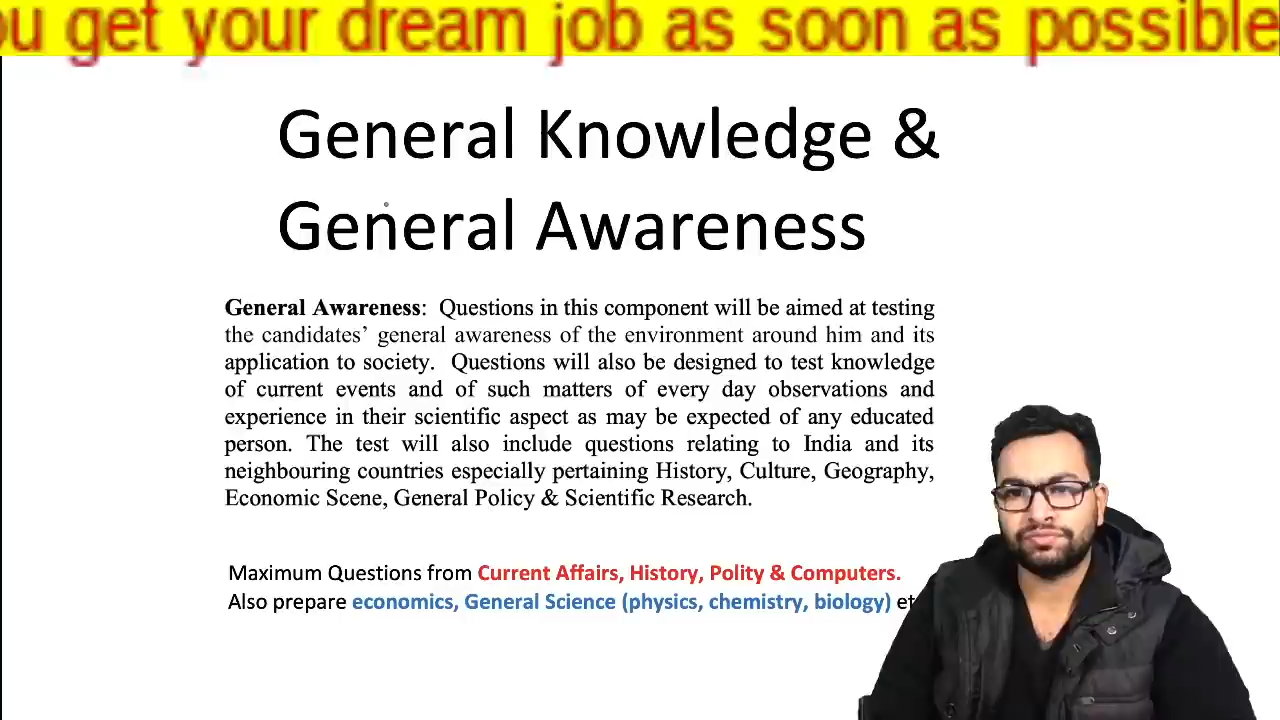 ou get your dream job as soon as possible
General Knowledge &
General Awareness
General Awareness: Questions in this component will be aimed at testing
the candidates’ general awareness of the environment around him and its
application to society. Questions will also be designed to test knowledge
of current events and of such matters of every day observations and
experience in their scientific aspect as may be expected of any educated
person. The test will also include questions relating to India and its
neighbouring countries especially pertaining History, Culture, Geography,
Economic Scene, General Policy & Scientific Research.
Maximum Questions from Current Affairs, History, Polity & Computers.
Also prepare economics, General Science (physics, chemistry, biology) et